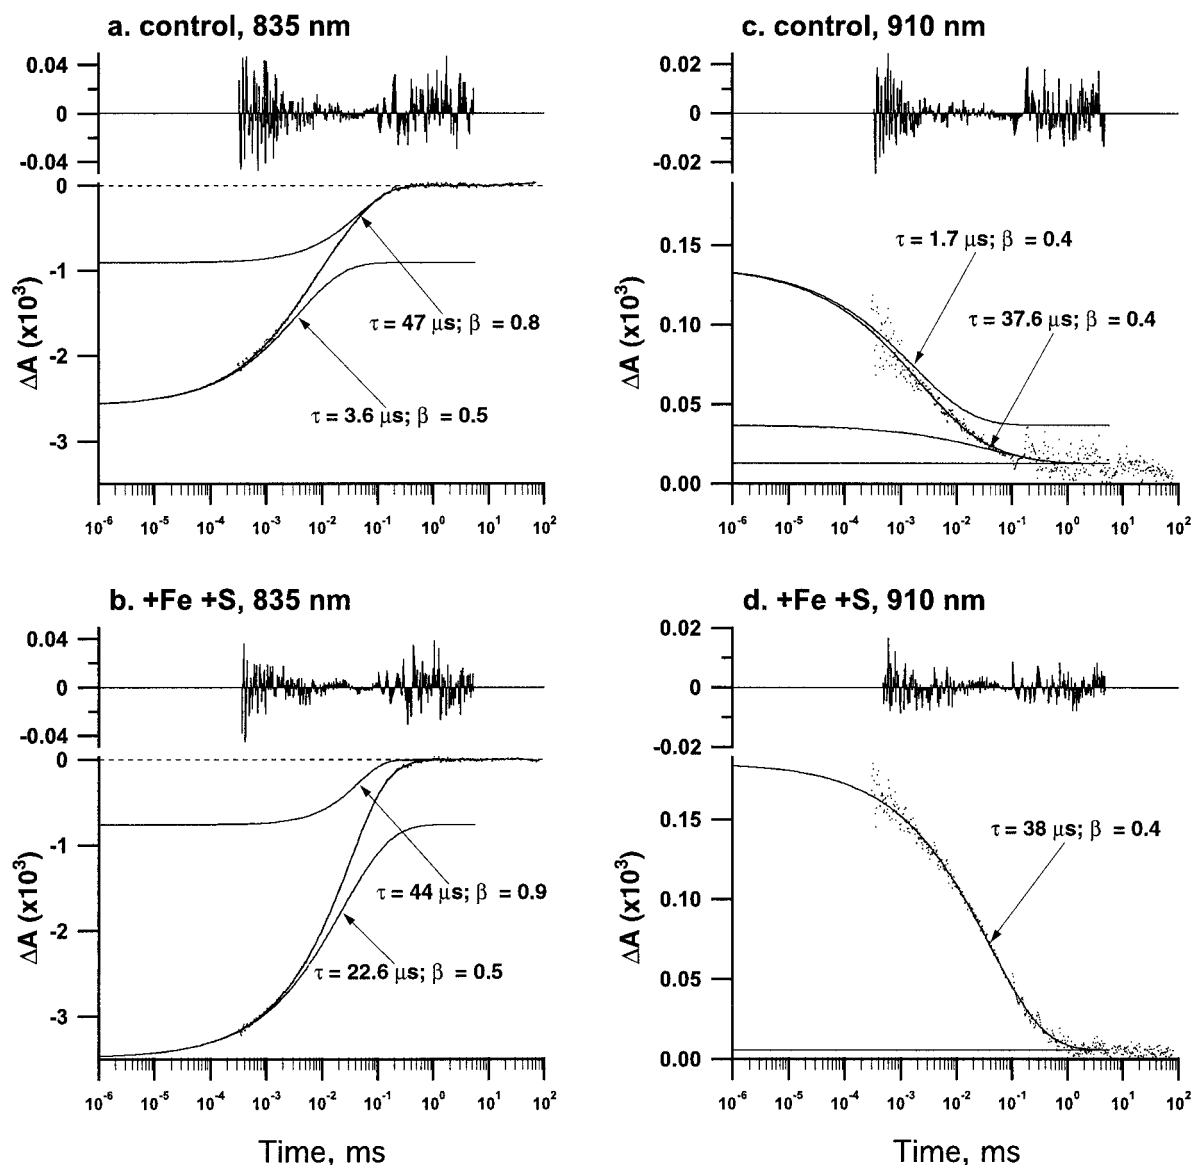 a. control, 835 nm
0.04
0
-0.04
0
-1
-2
-3
ΔA (x10³)
τ = 47 μs; β = 0.8
τ = 3.6 μs; β = 0.5
10⁻⁶ 10⁻⁵ 10⁻⁴ 10⁻³ 10⁻² 10⁻¹ 10⁰ 10¹ 10²
c. control, 910 nm
0.02
0
-0.02
0.15
0.10
0.05
0.00
ΔA (x10³)
τ = 1.7 μs; β = 0.4
τ = 37.6 μs; β = 0.4
10⁻⁶ 10⁻⁵ 10⁻⁴ 10⁻³ 10⁻² 10⁻¹ 10⁰ 10¹ 10²
b. +Fe +S, 835 nm
0.04
0
-0.04
0
-1
-2
-3
ΔA (x10³)
τ = 44 μs; β = 0.9
τ = 22.6 μs; β = 0.5
10⁻⁶ 10⁻⁵ 10⁻⁴ 10⁻³ 10⁻² 10⁻¹ 10⁰ 10¹ 10²
Time, ms
d. +Fe +S, 910 nm
0.02
0
-0.02
0.15
0.10
0.05
0.00
ΔA (x10³)
τ = 38 μs; β = 0.4
10⁻⁶ 10⁻⁵ 10⁻⁴ 10⁻³ 10⁻² 10⁻¹ 10⁰ 10¹ 10²
Time, ms